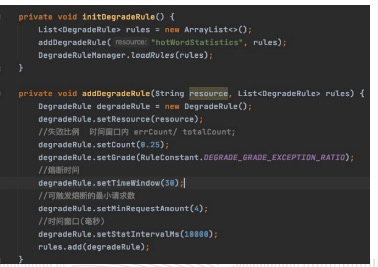 private void initDegradeRule() {
List<DegradeRule> rules = new ArrayList<>();
addDegradeRule( resource: "hotWordStatistics", rules);
DegradeRuleManager.loadRules(rules);
}
private void addDegradeRule(String resource, List<DegradeRule> rules) {
DegradeRule degradeRule = new DegradeRule();
degradeRule.setResource(resource);
//失败比例 时间窗口内 errCount/ totalCount;
degradeRule.setCount(0.25);
degradeRule.setGrade(RuleConstant.DEGRADE_GRADE_EXCEPTION_RATIO);
//熔断时间
degradeRule.setTimeWindow(30);
//可触发熔断的最小请求数
degradeRule.setMinRequestAmount(4);
//时间窗口(毫秒)
degradeRule.setStatIntervalMs(10000);
rules.add(degradeRule);
}